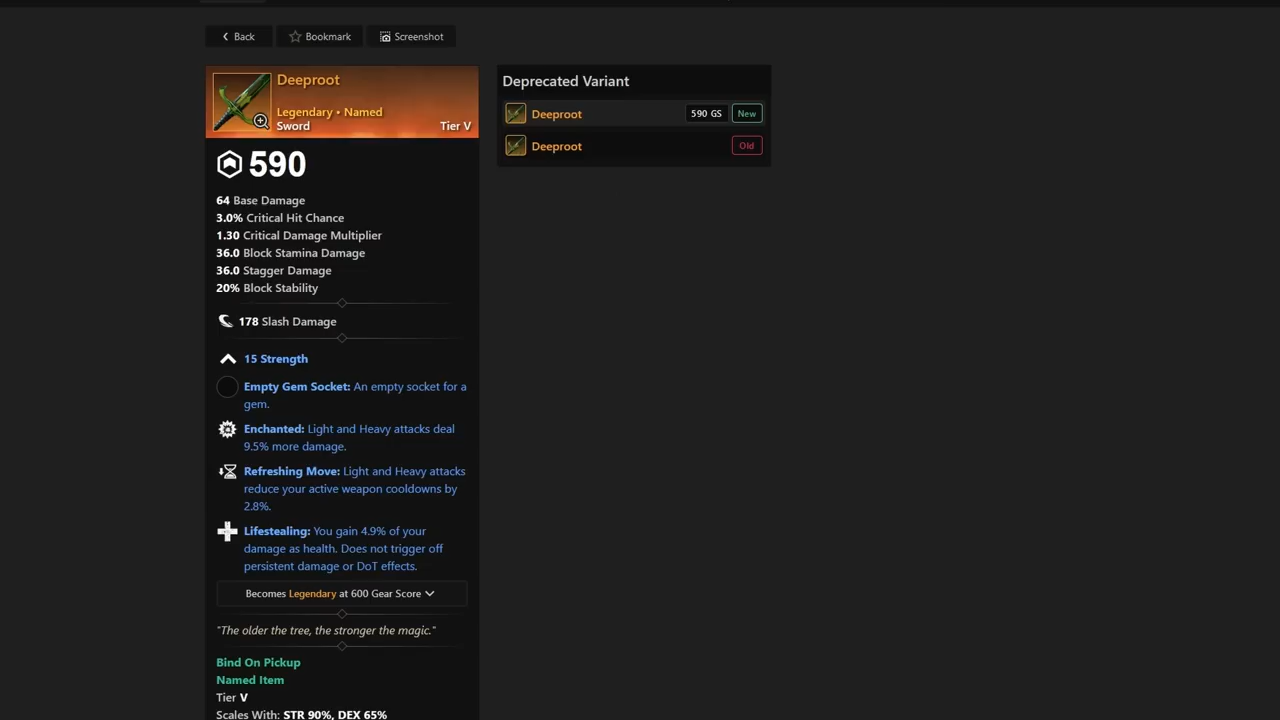 Back
Bookmark
Screenshot
Deeproot
Legendary • Named
Sword
Tier V
590
64 Base Damage
3.0% Critical Hit Chance
1.30 Critical Damage Multiplier
36.0 Block Stamina Damage
36.0 Stagger Damage
20% Block Stability
178 Slash Damage
15 Strength
Empty Gem Socket: An empty socket for a
gem.
Enchanted: Light and Heavy attacks deal
9.5% more damage.
Refreshing Move: Light and Heavy attacks
reduce your active weapon cooldowns by
2.8%.
Lifestealing: You gain 4.9% of your
damage as health. Does not trigger off
persistent damage or DoT effects.
Becomes Legendary at 600 Gear Score
"The older the tree, the stronger the magic."
Bind On Pickup
Named Item
Tier V
Scales With: STR 90%, DEX 65%
Deprecated Variant
Deeproot 590 GS New
Deeproot Old